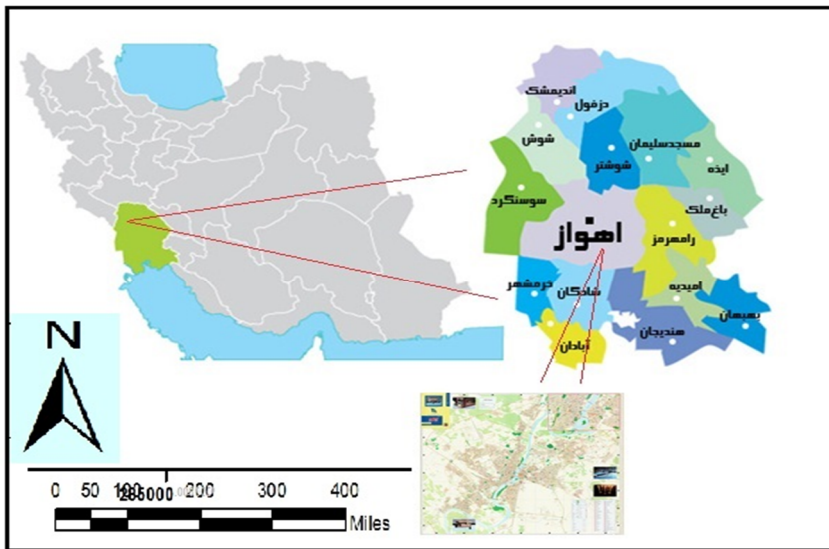 اندیمشک
دزفول
شوش
شوشتر
مسجدسلیمان
ایذه
سوسنگرد
باغ‌ملک
اهواز
رامهرمز
خرمشهر
شادگان
امیدیه
بهبهان
هندیجان
آبادان
N
0 50 100 200 300 400
285000
Miles